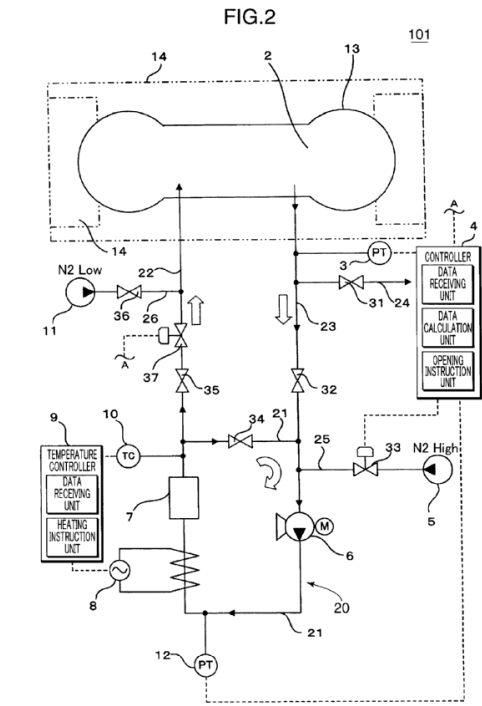 FIG.2
101
14
2
13
A
4
14
3
PT
CONTROLLER
DATA
RECEIVING
UNIT
DATA
CALCULATION
UNIT
OPENING
INSTRUCTION
UNIT
22
N2 Low
11
36
26
31
24
23
A
37
35
32
9
10
34
21
TEMPERATURE
CONTROLLER
DATA
RECEIVING
UNIT
HEATING
INSTRUCTION
UNIT
TC
25
N2 High
33
5
7
M
6
8
20
21
12
PT